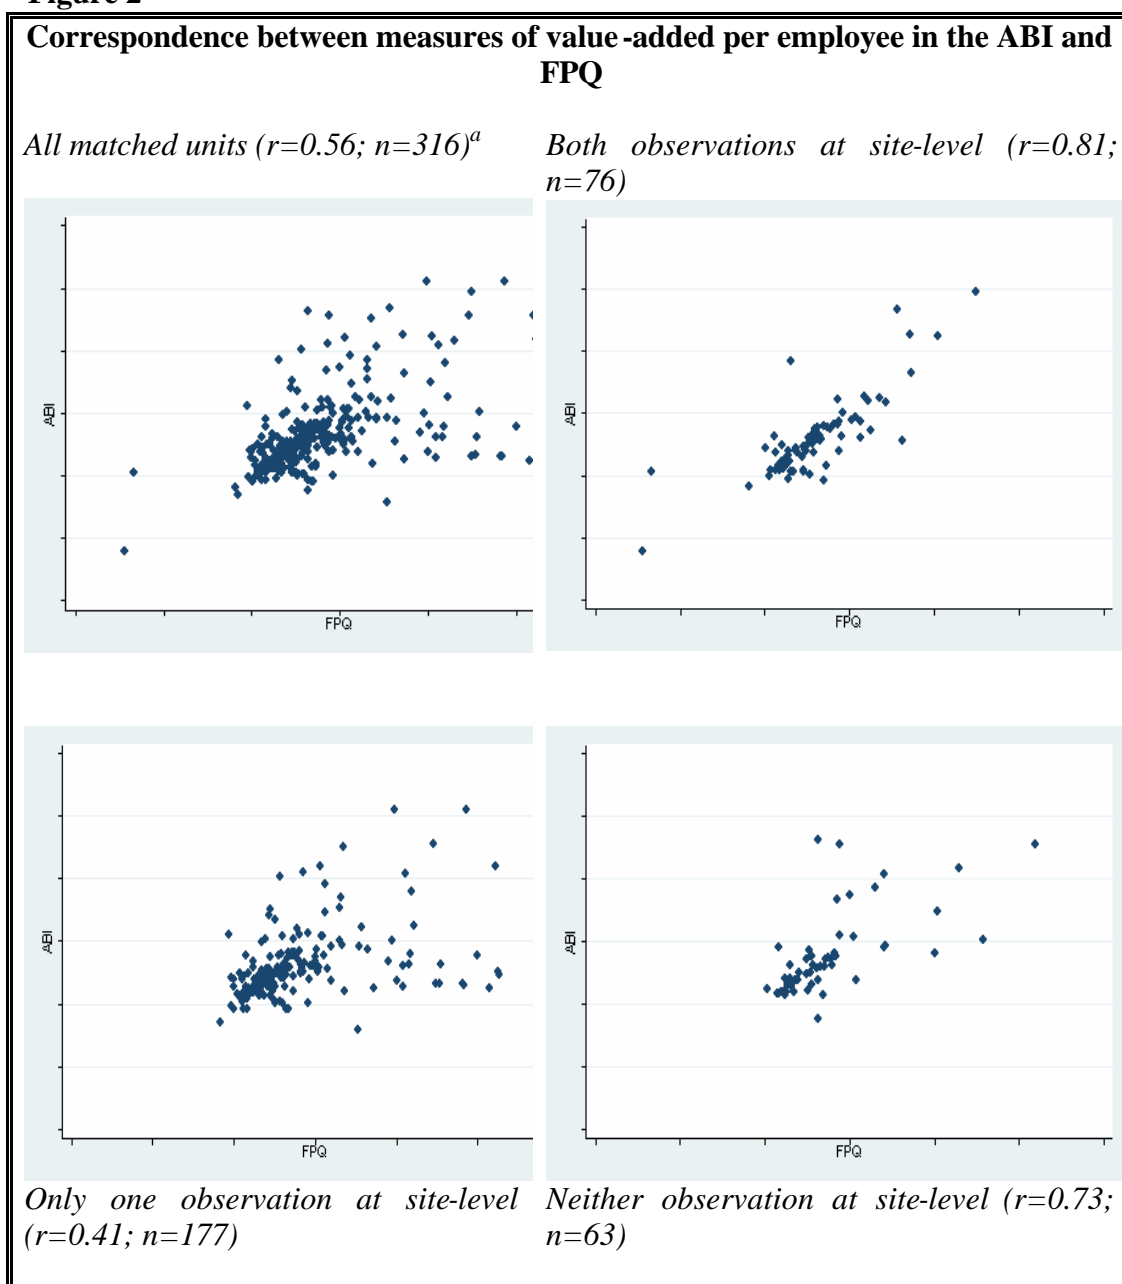 Figure 2
Correspondence between measures of value-added per employee in the ABI and
FPQ
All matched units (r=0.56; n=316)a
Both observations at site-level (r=0.81;
n=76)
ABI
FPQ
ABI
FPQ
ABI
FPQ
ABI
FPQ
Only one observation at site-level
(r=0.41; n=177)
Neither observation at site-level (r=0.73;
n=63)